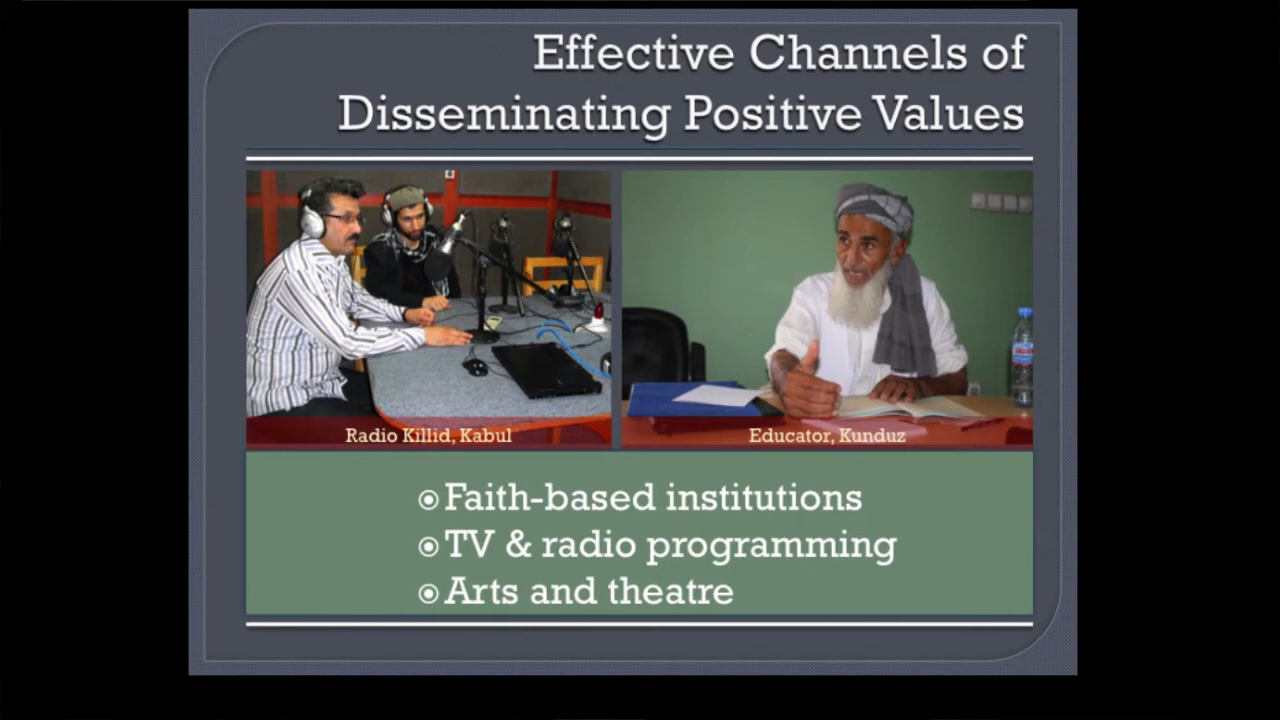 Effective Channels of
Disseminating Positive Values
Radio Killid, Kabul
Educator, Kunduz
Faith-based institutions
TV & radio programming
Arts and theatre